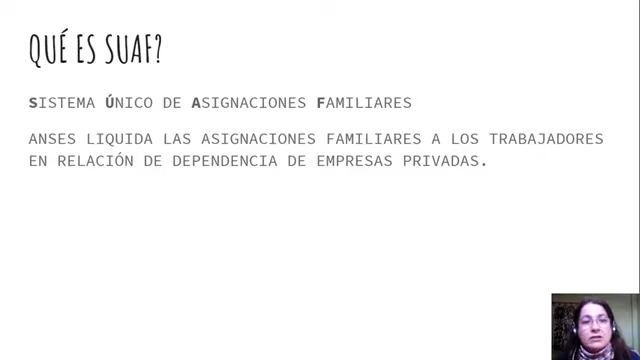 QUÉ ES SUAF?
SISTEMA ÚNICO DE ASIGNACIONES FAMILIARES
ANSES LIQUIDA LAS ASIGNACIONES FAMILIARES A LOS TRABAJADORES
EN RELACIÓN DE DEPENDENCIA DE EMPRESAS PRIVADAS.